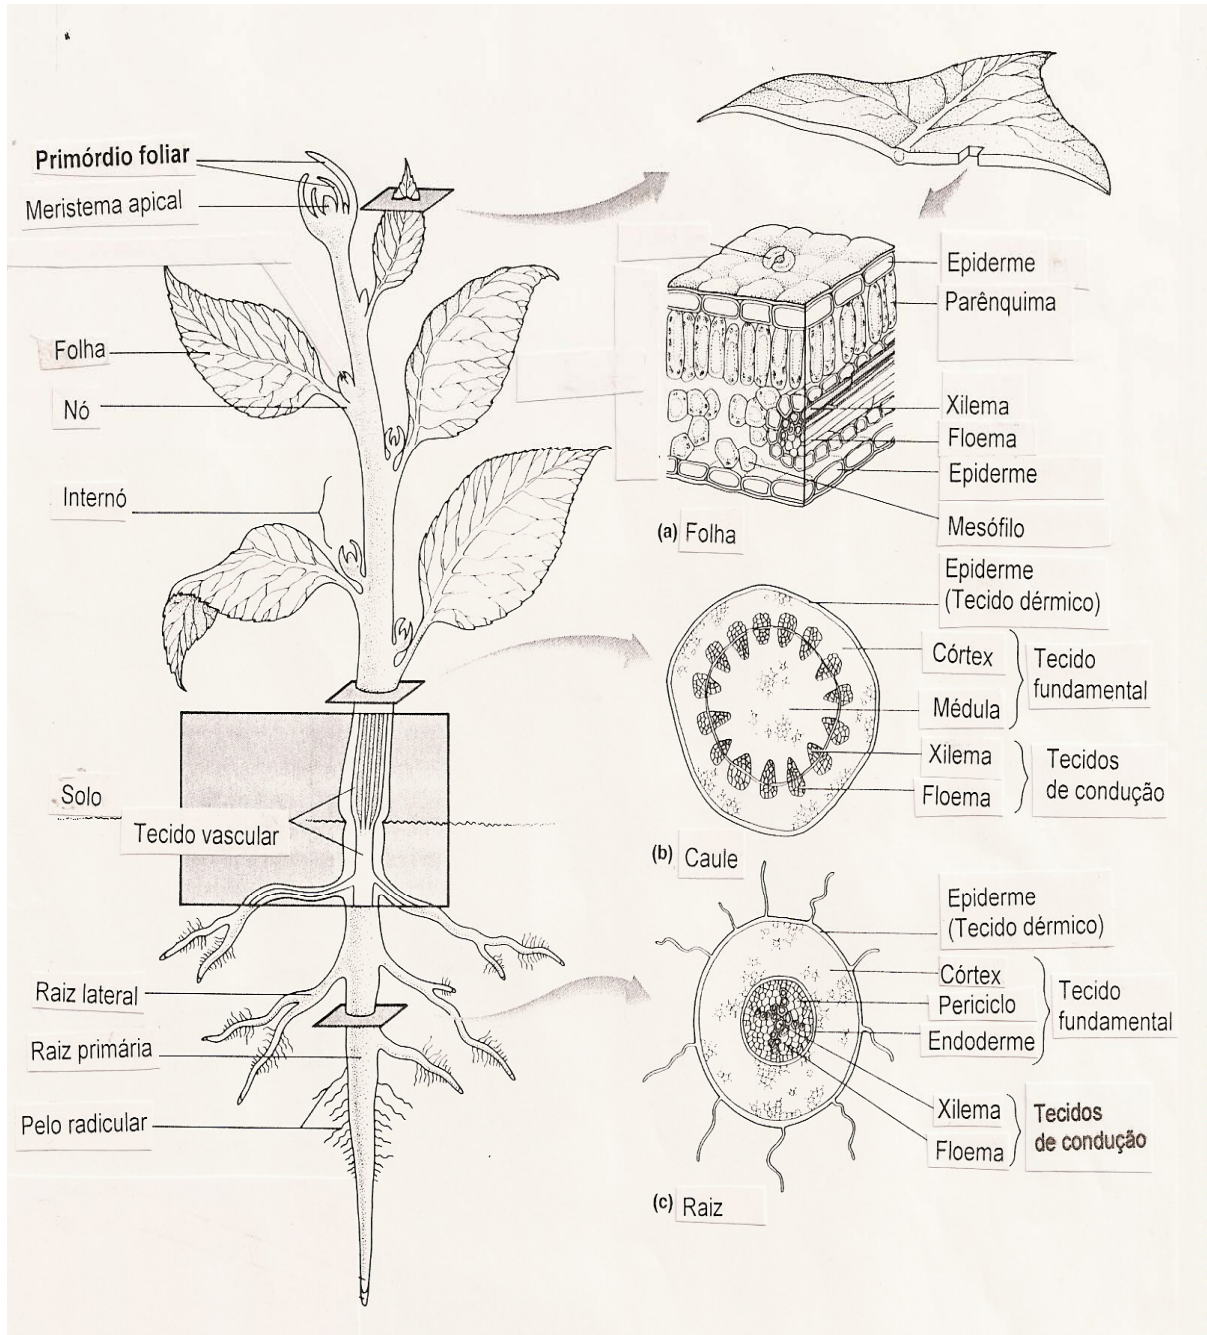 Primórdio foliar
Meristema apical
Folha
Nó
Internó
Solo
Tecido vascular
Raiz lateral
Raiz primária
Pelo radicular
Epiderme
Parênquima
Xilema
Floema
Epiderme
Mesófilo
(a) Folha
Epiderme
(Tecido dérmico)
Córtex
Médula
Tecido
fundamental
Xilema
Floema
Tecidos
de condução
(b) Caule
Epiderme
(Tecido dérmico)
Córtex
Periciclo
Endoderme
Tecido
fundamental
Xilema
Floema
Tecidos
de condução
(c) Raiz